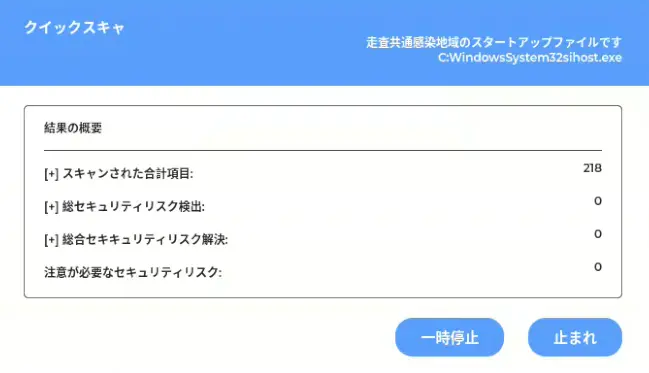 クイックスキャ
走査共通感染地域のスタートアップファイルです
C:WindowsSystem32sihost.exe
結果の概要
[+] スキャンされた合計項目: 218
[+] 総セキュリティリスク検出: 0
[+] 総合セキキュリティリスク解決: 0
注意が必要なセキュリティリスク: 0
一時停止 止まれ